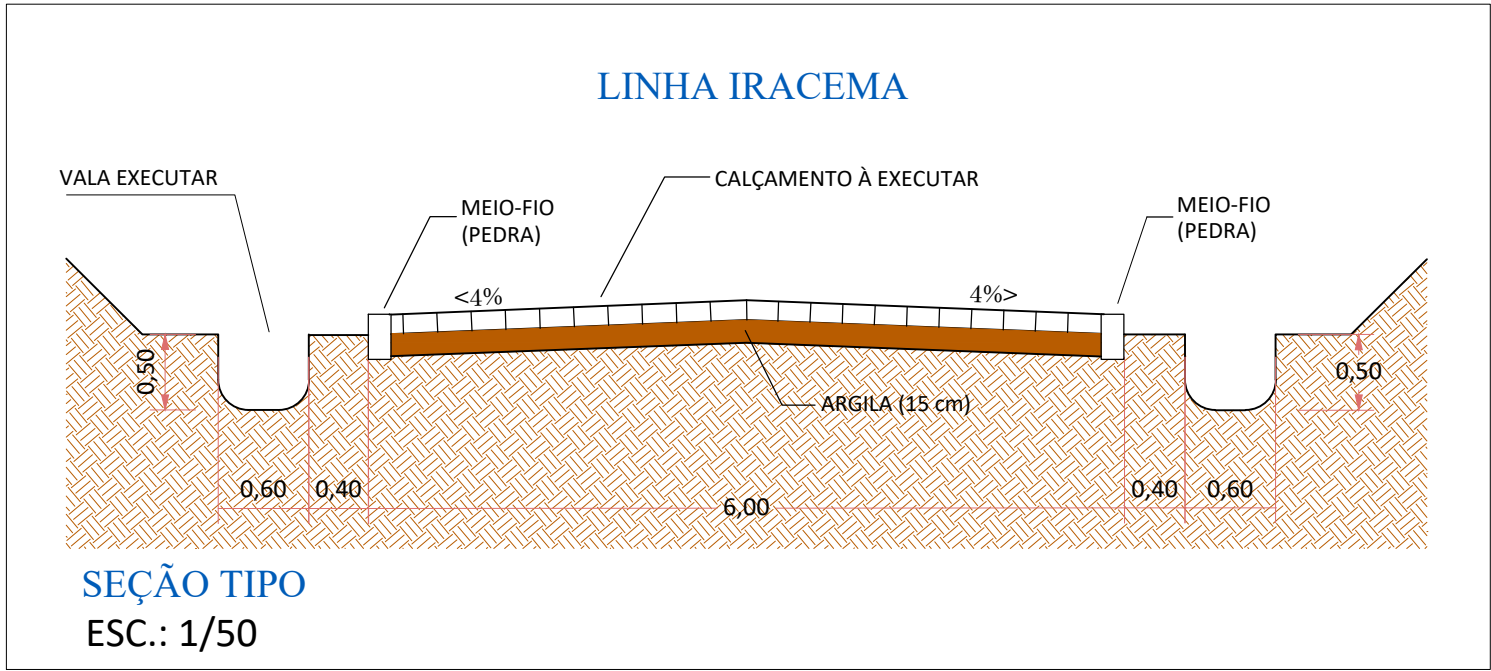 LINHA IRACEMA
VALA EXECUTAR
MEIO-FIO
(PEDRA)
CALÇAMENTO À EXECUTAR
MEIO-FIO
(PEDRA)
<4%
4%>
0,50
0,50
ARGILA (15 cm)
0,60
0,40
6,00
0,40
0,60
SEÇÃO TIPO
ESC.: 1/50